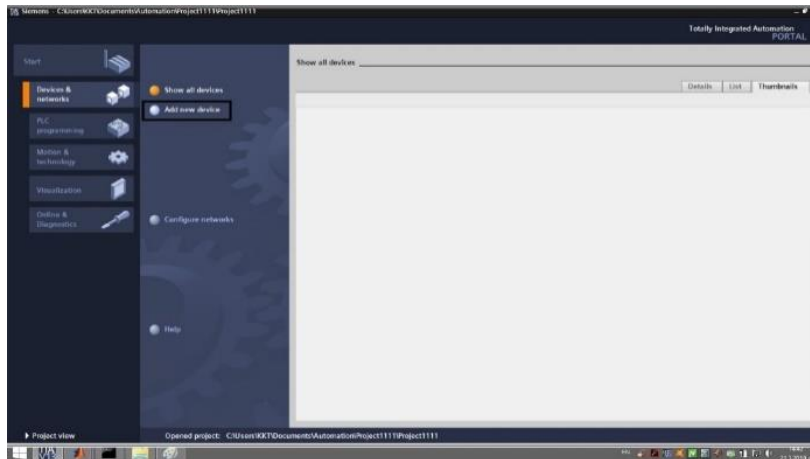 Siemens - C:\Users\KKT\Documents\Automation\Project1111\Project1111
Totally Integrated Automation
PORTAL
Start
Devices &
networks
PLC
programming
Motion &
technology
Visualization
Online &
Diagnostics
Show all devices
Add new device
Configure networks
Help
Show all devices
Details
List
Thumbnails
Project view
Opened project: C:\Users\KKT\Documents\Automation\Project1111\Project1111